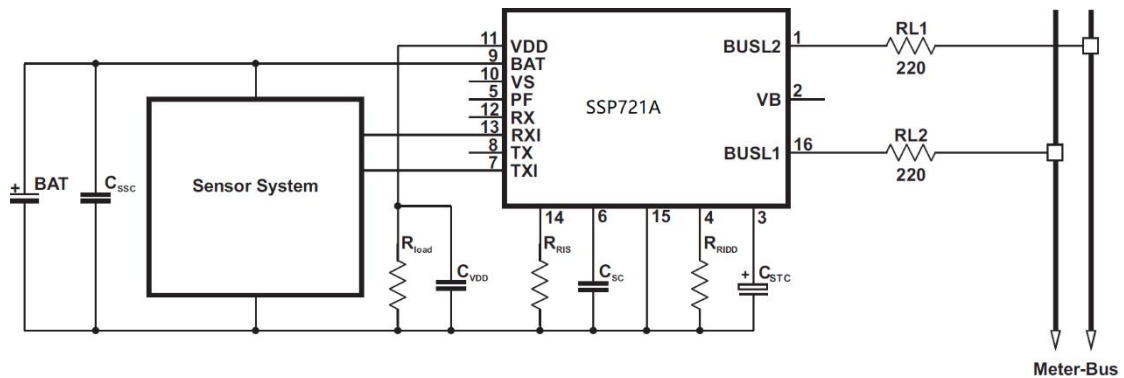 RL1
11 VDD BUSL2 1
9 BAT 220
10 VS
5 PF SSP721A VB 2
12 RX
13 RXI RL2
8 TX BUSL1 16
7 TXI 220
+ BAT CSSC Sensor System
14 6 15 4 3
Rload RRIS RRIDD
CVDD CSC + CSTC
Meter-Bus